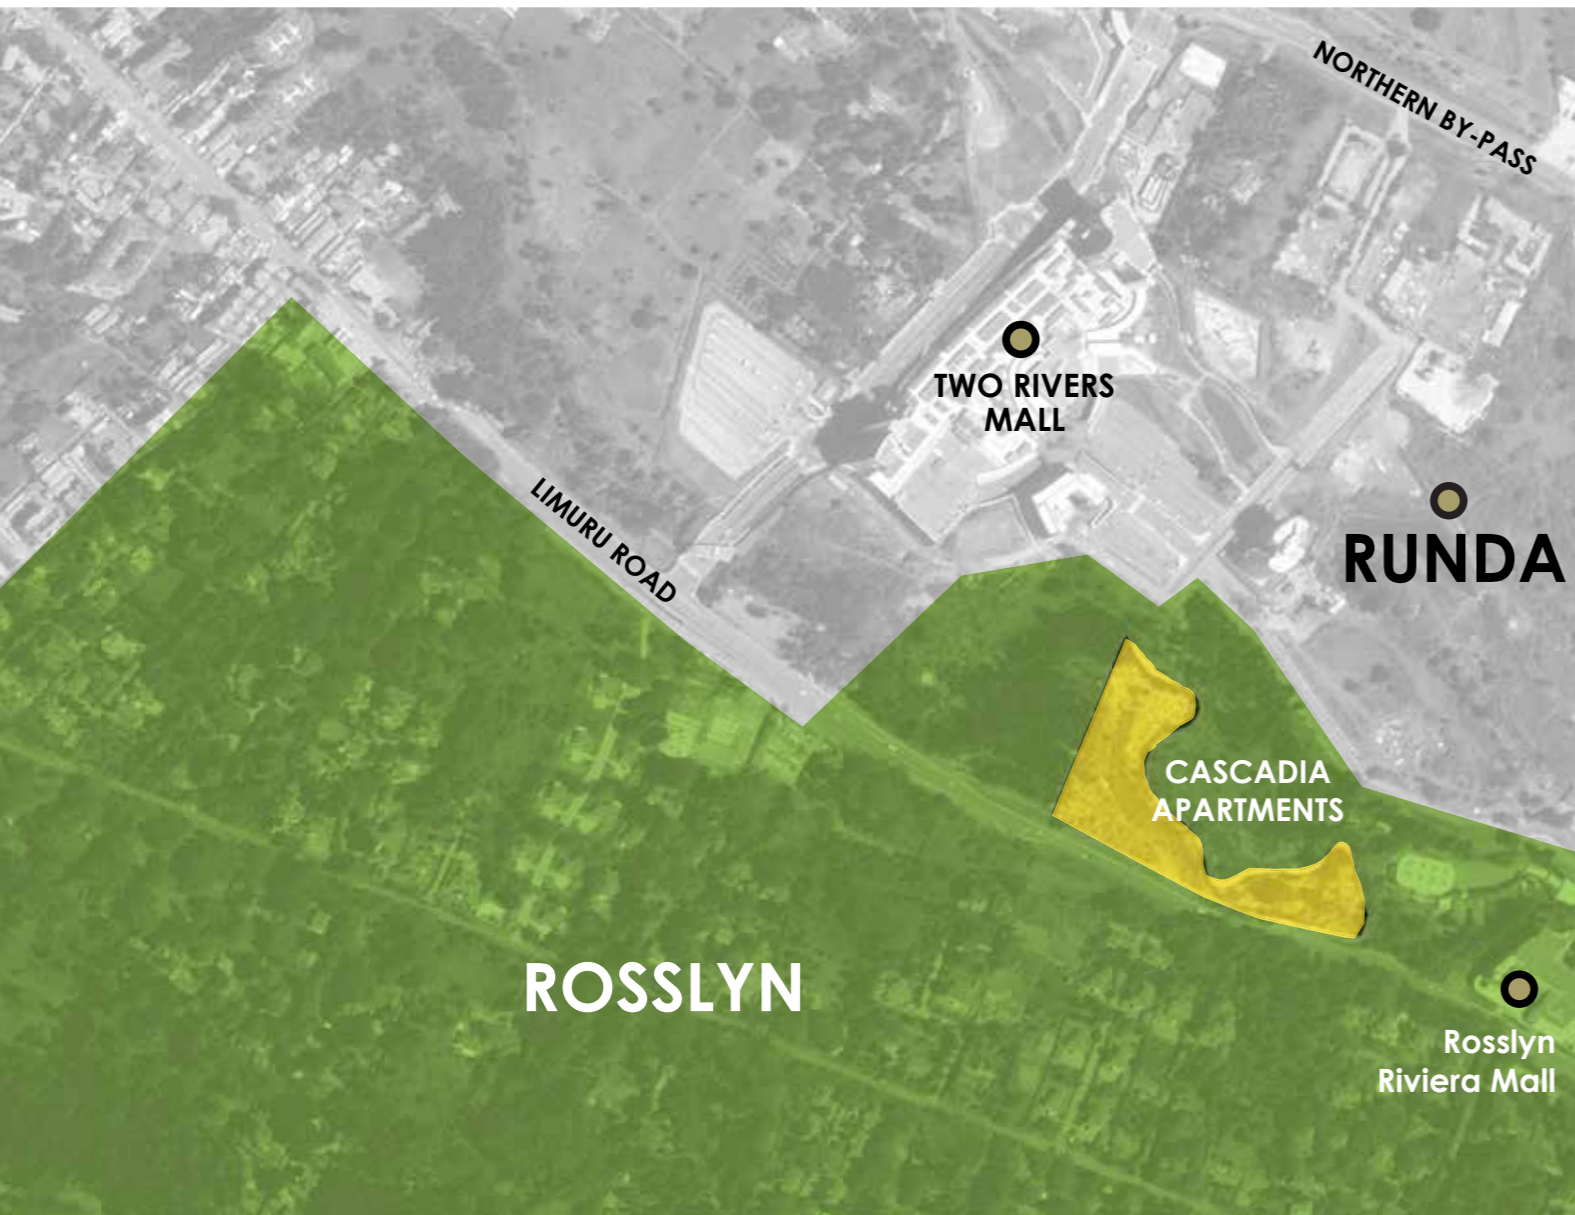 NORTHERN BY-PASS
TWO RIVERS
MALL
LIMURU ROAD
RUNDA
CASCADIA
APARTMENTS
ROSSLYN
Rosslyn
Riviera Mall